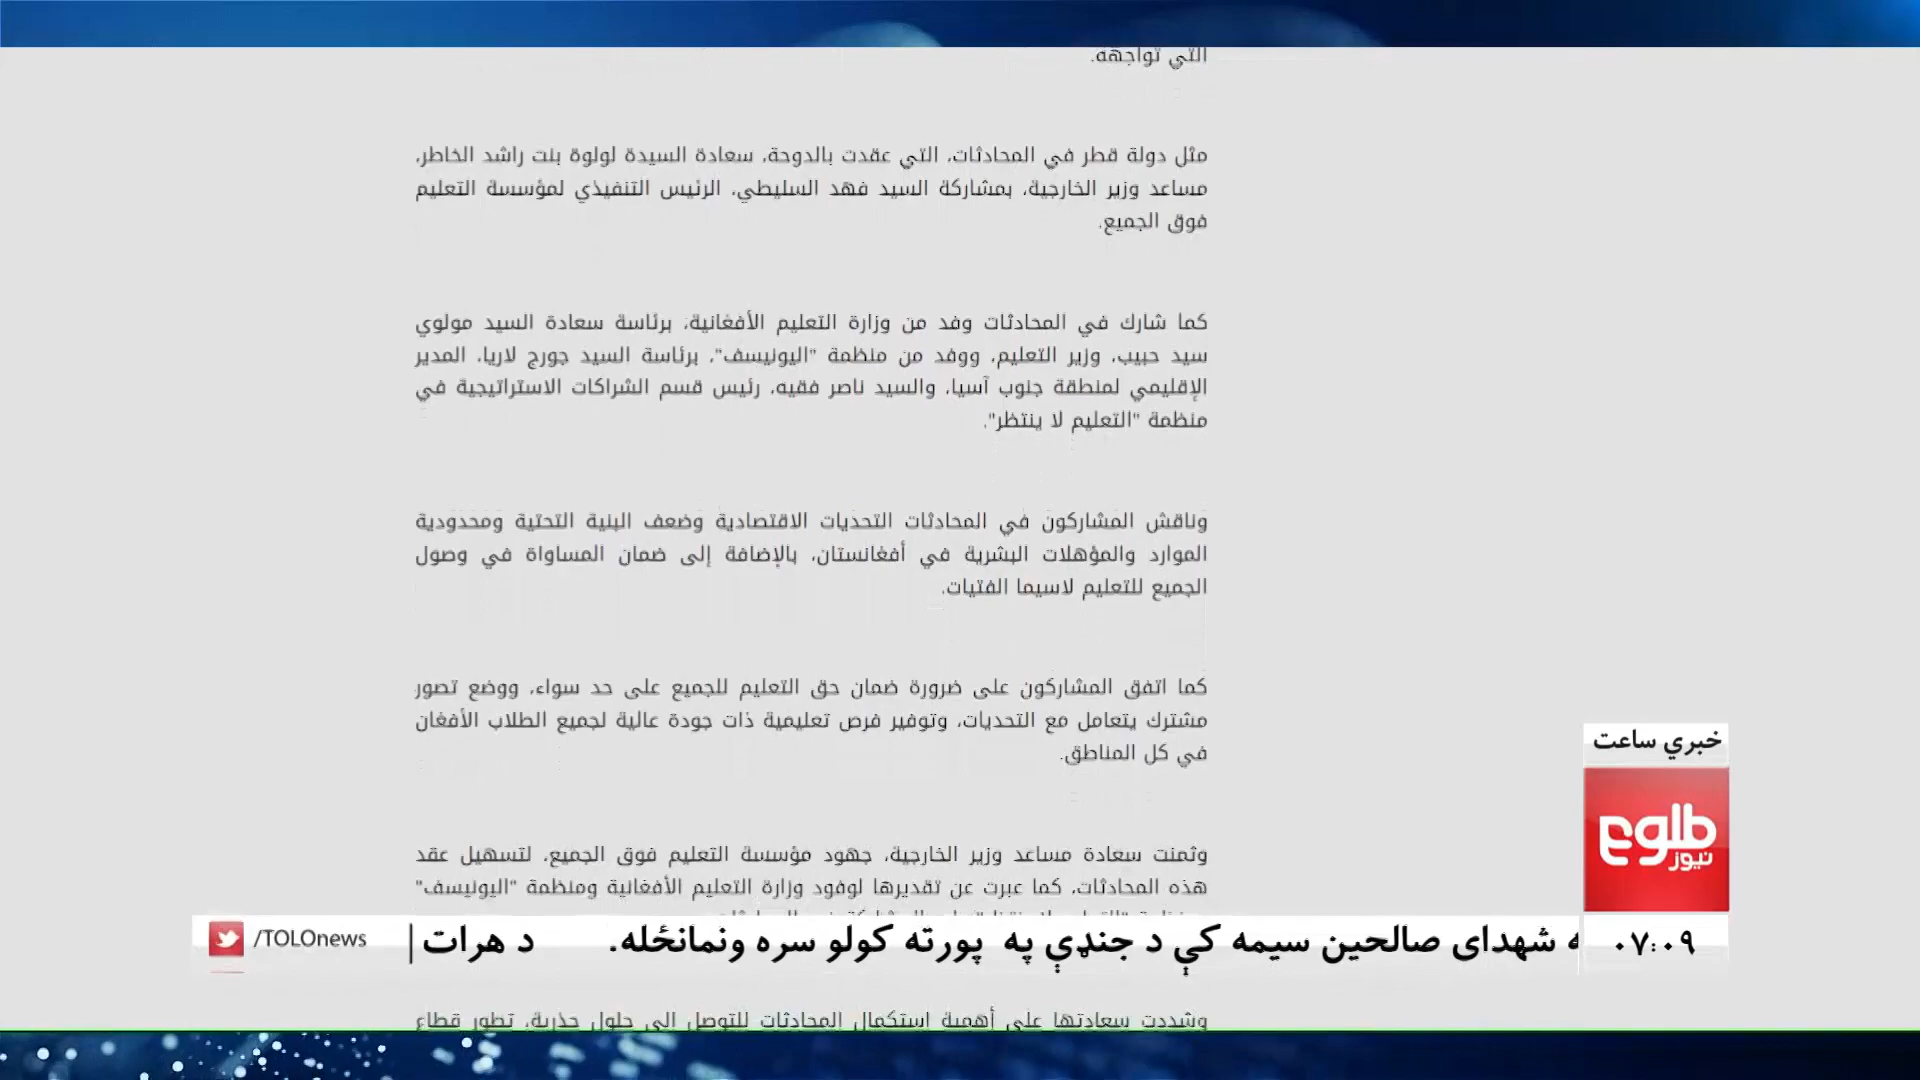 التي تواجهه.
مثل دولة قطر في المحادثات، التي عقدت بالدوحة، سعادة السيدة لولوة بنت راشد الخاطر،
مساعد وزير الخارجية، بمشاركة السيد فهد السليطي، الرئيس التنفيذي لمؤسسة التعليم
فوق الجميع.
كما شارك في المحادثات وفد من وزارة التعليم الأفغانية، برئاسة سعادة السيد مولوي
سيد حبيب، وزير التعليم، ووفد من منظمة "اليونيسف"، برئاسة السيد جورج لاريا، المدير
الإقليمي لمنطقة جنوب آسيا، والسيد ناصر فقيه، رئيس قسم الشراكات الاستراتيجية في
منظمة "التعليم لا ينتظر".
وناقش المشاركون في المحادثات التحديات الاقتصادية وضعف البنية التحتية ومحدودية
الموارد والمؤهلات البشرية في أفغانستان، بالإضافة إلى ضمان المساواة في وصول
الجميع للتعليم لاسيما الفتيات.
كما اتفق المشاركون على ضرورة ضمان حق التعليم للجميع على حد سواء، ووضع تصور
مشترك يتعامل مع التحديات، وتوفير فرص تعليمية ذات جودة عالية لجميع الطلاب الأفغان
في كل المناطق.
خبري ساعت
طلوع
نیوز
وثمنت سعادة مساعد وزير الخارجية، جهود مؤسسة التعليم فوق الجميع، لتسهيل عقد
هذه المحادثات، كما عبرت عن تقديرها لوفود وزارة التعليم الأفغانية ومنظمة "اليونيسف"
ه شهدای صالحین سیمه کې د جنډې په پورته کولو سره ونمانځله. د هرات
/TOLOnews
۰۷:۰۹
وشددت سعادتها على أهمية استكمال المحادثات للتوصل إلى حلول جذرية، تطور قطاع